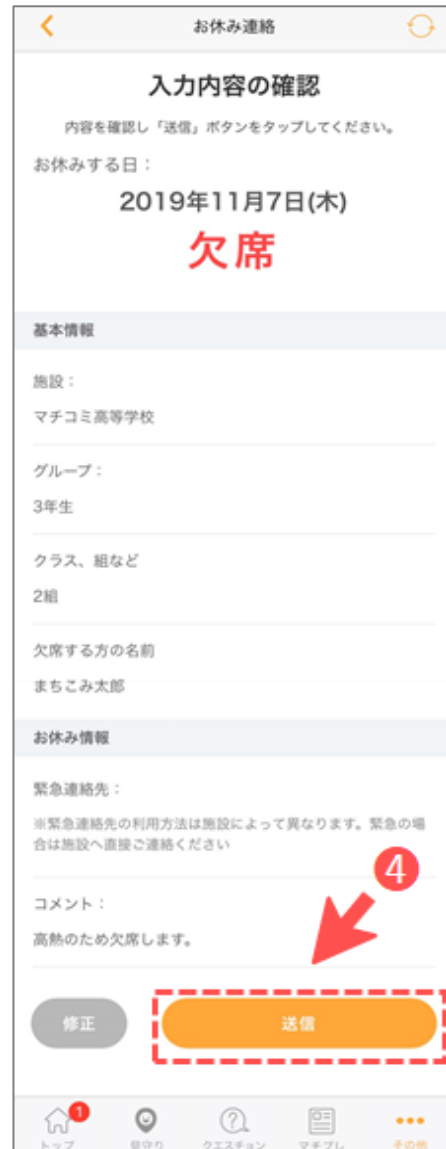 お休み連絡
入力内容の確認
内容を確認し「送信」ボタンをタップしてください。
お休みする日：
2019年11月7日(木)
欠席
基本情報
施設：
マチコミ高等学校
グループ：
3年生
クラス、組など
2組
欠席する方の名前
まちこみ太郎
お休み情報
緊急連絡先：
※緊急連絡先の利用方法は施設によって異なります。緊急の場
合は施設へ直接ご連絡ください
4
コメント：
高熱のため欠席します。
修正
送信
1
トップ
見守り
クエスチョン
マチプレ
その他